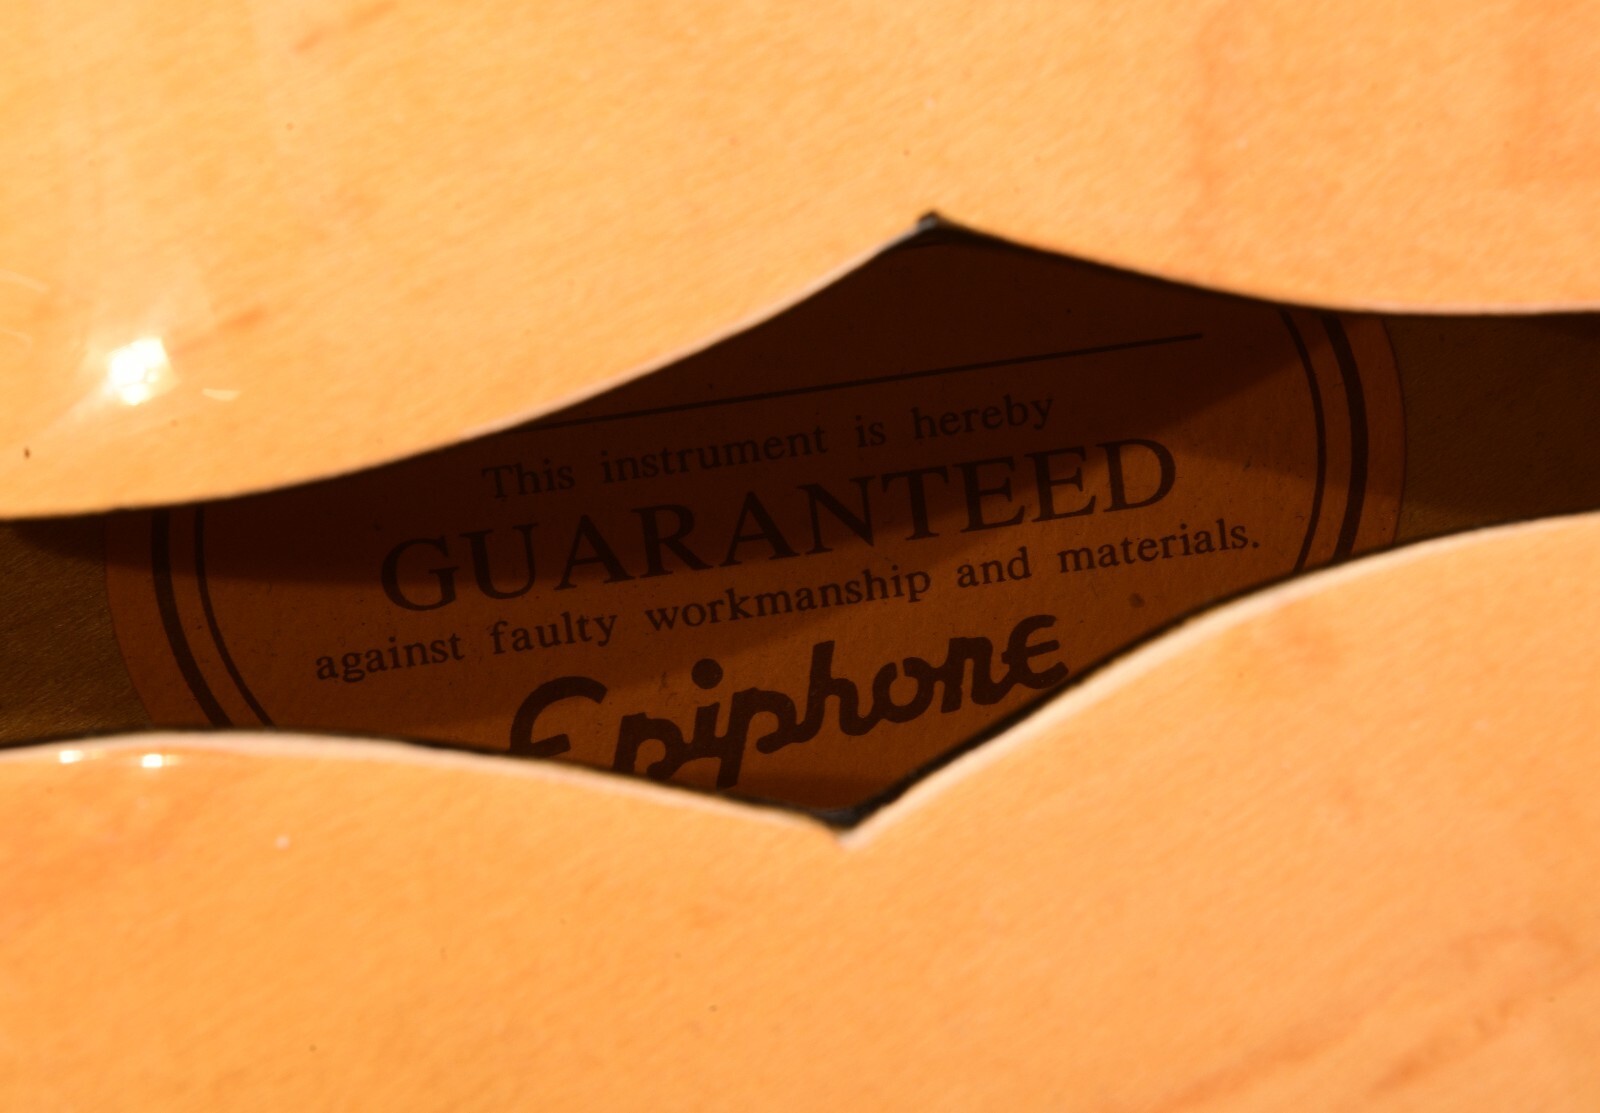 This instrument is hereby
GUARANTEED
against faulty workmanship and materials.
Epiphone